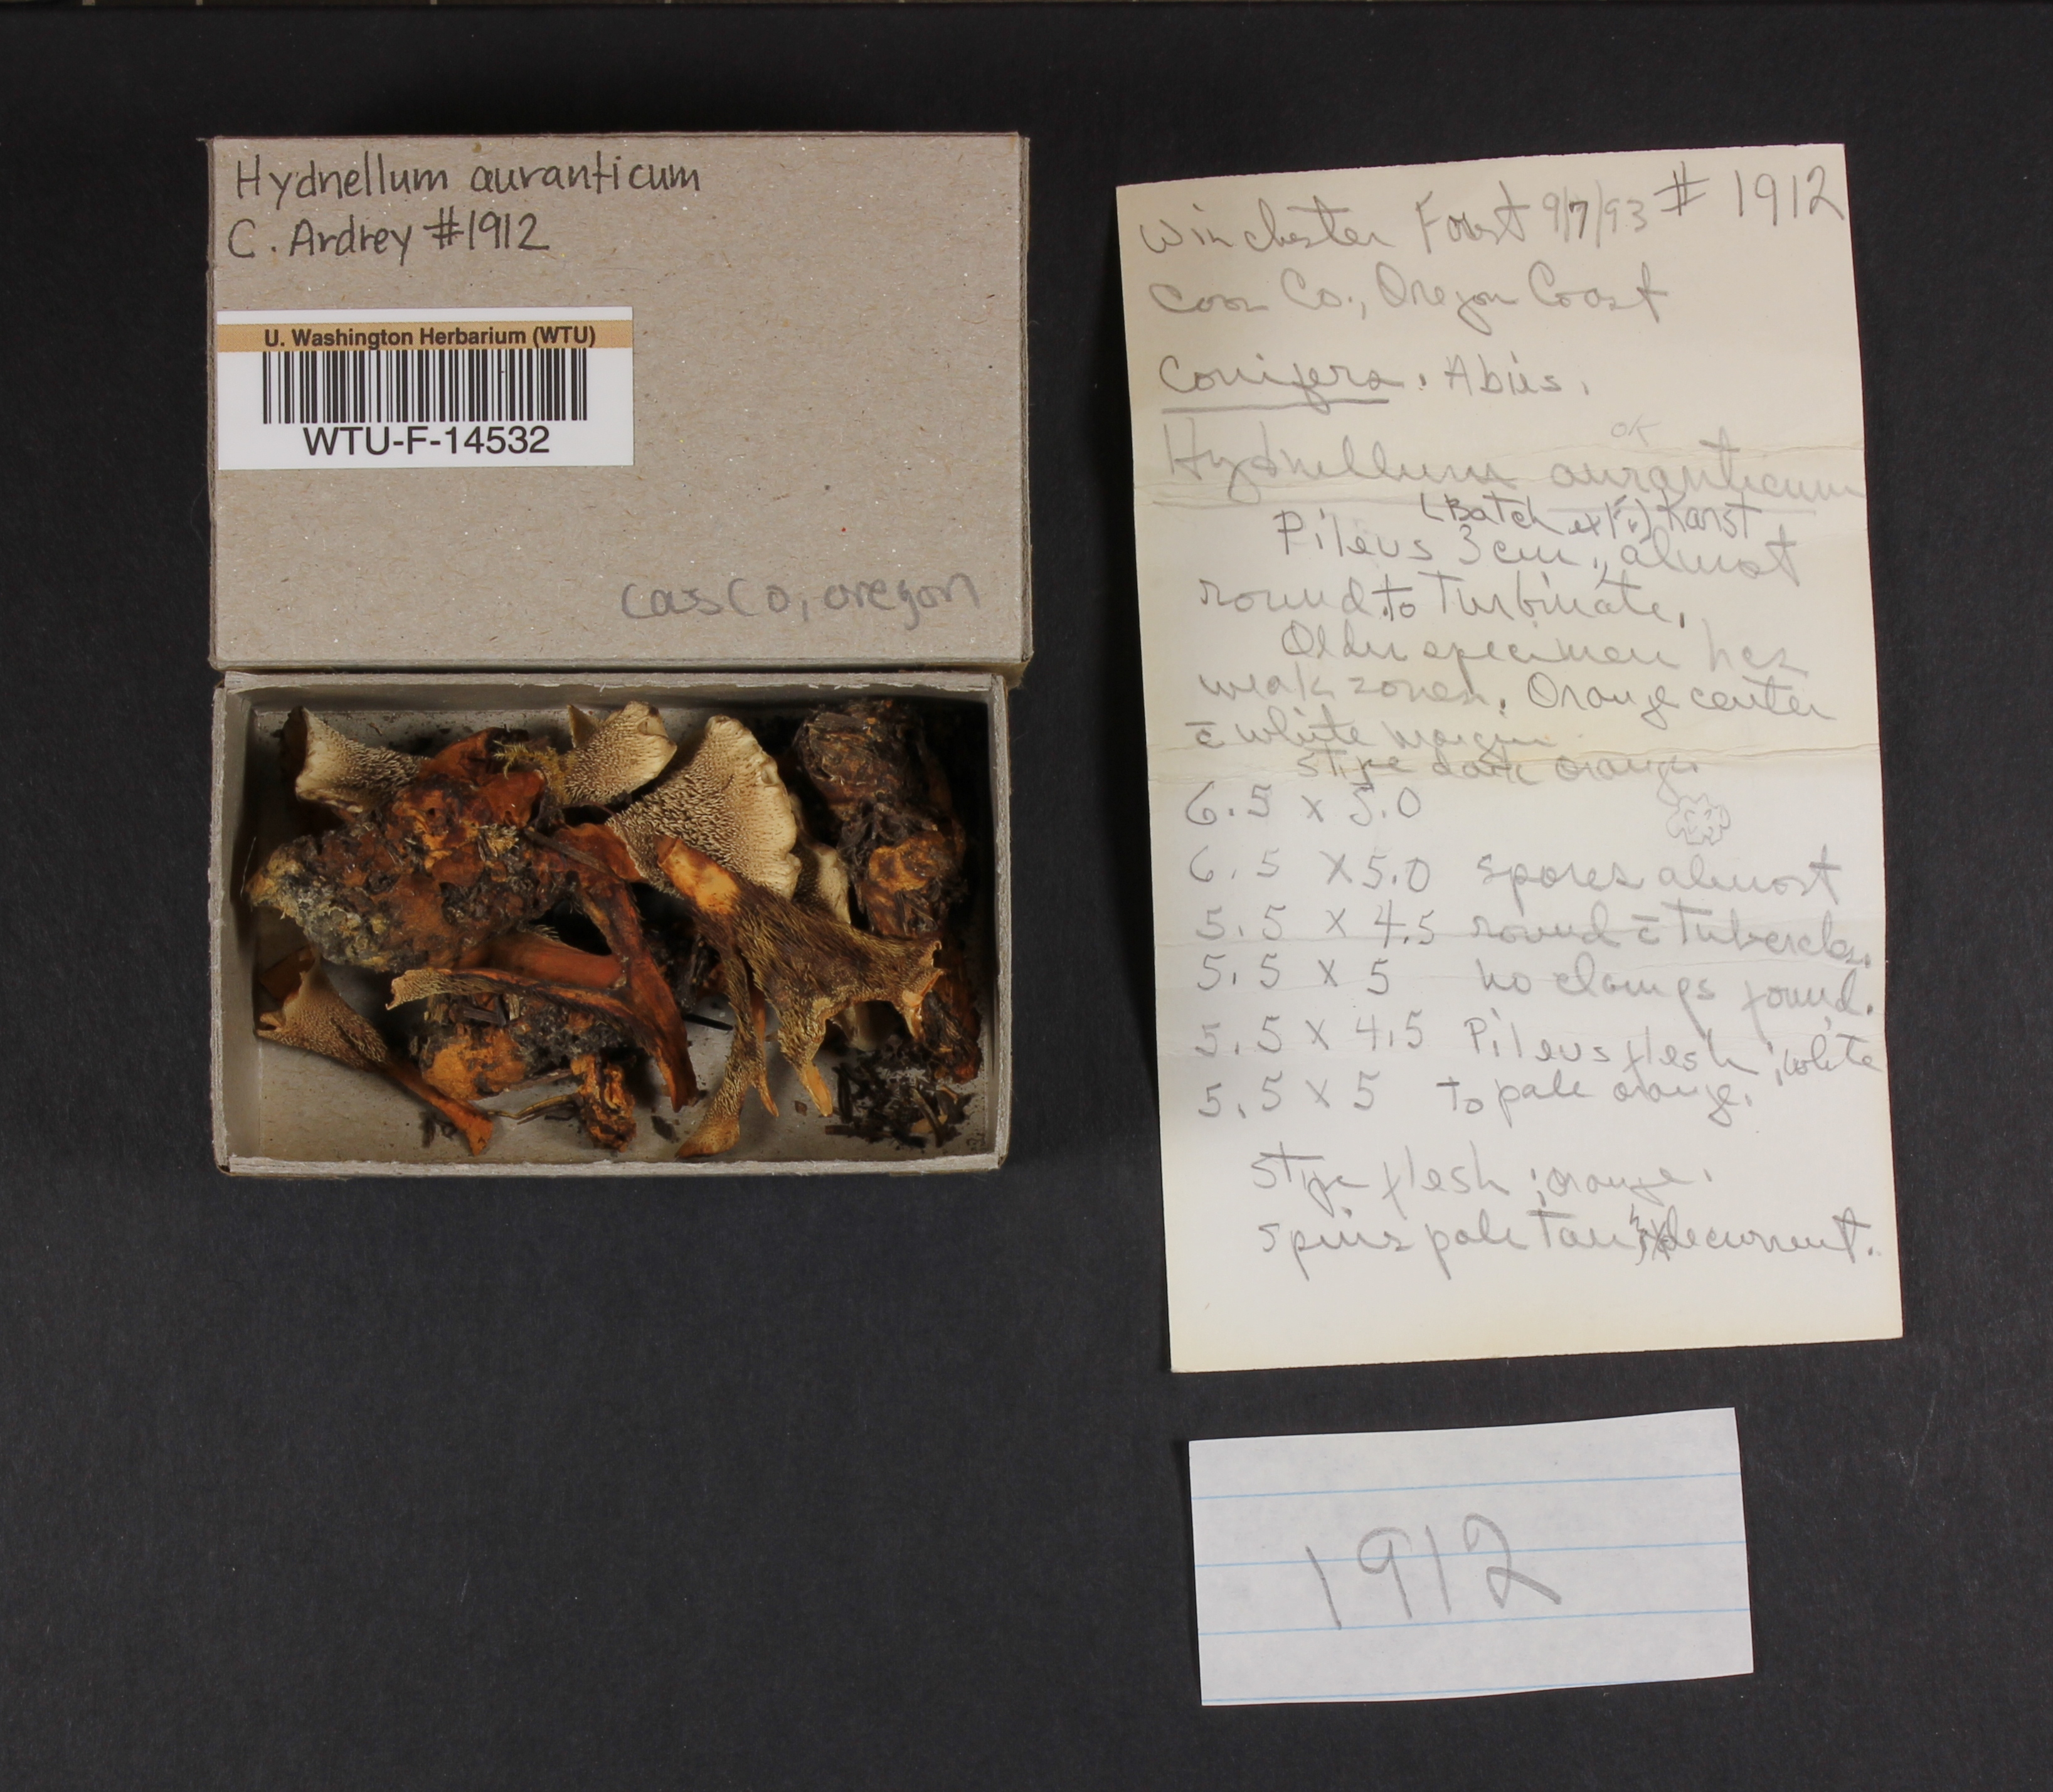 Hydnellum auranticum
C. Ardrey #1912
U. Washington Herbarium (WTU)
WTU-F-14532
Cas Co, oregon
Winchester Forest 9/7/93 # 1912
Coos Co., Oregon Coast
Conifers. Abies.
OK
Hydnellum auranticum
(Batch ex Fr.) Karst
Pileus 3 cm., almost
round to Turbinate.
Older specimen has
weak zones. Orange center
c̄ white margin.
Stipe dark orange.
6.5 x 5.0
6.5 x 5.0 spores almost
5.5 x 4.5 round c̄ Tubercles.
5.5 x 5 no clamps found.
5.5 x 4.5 Pileus flesh; white
5.5 x 5 to pale orange.
Stipe flesh; orange.
Spines pale Tan, decurrent.
1912